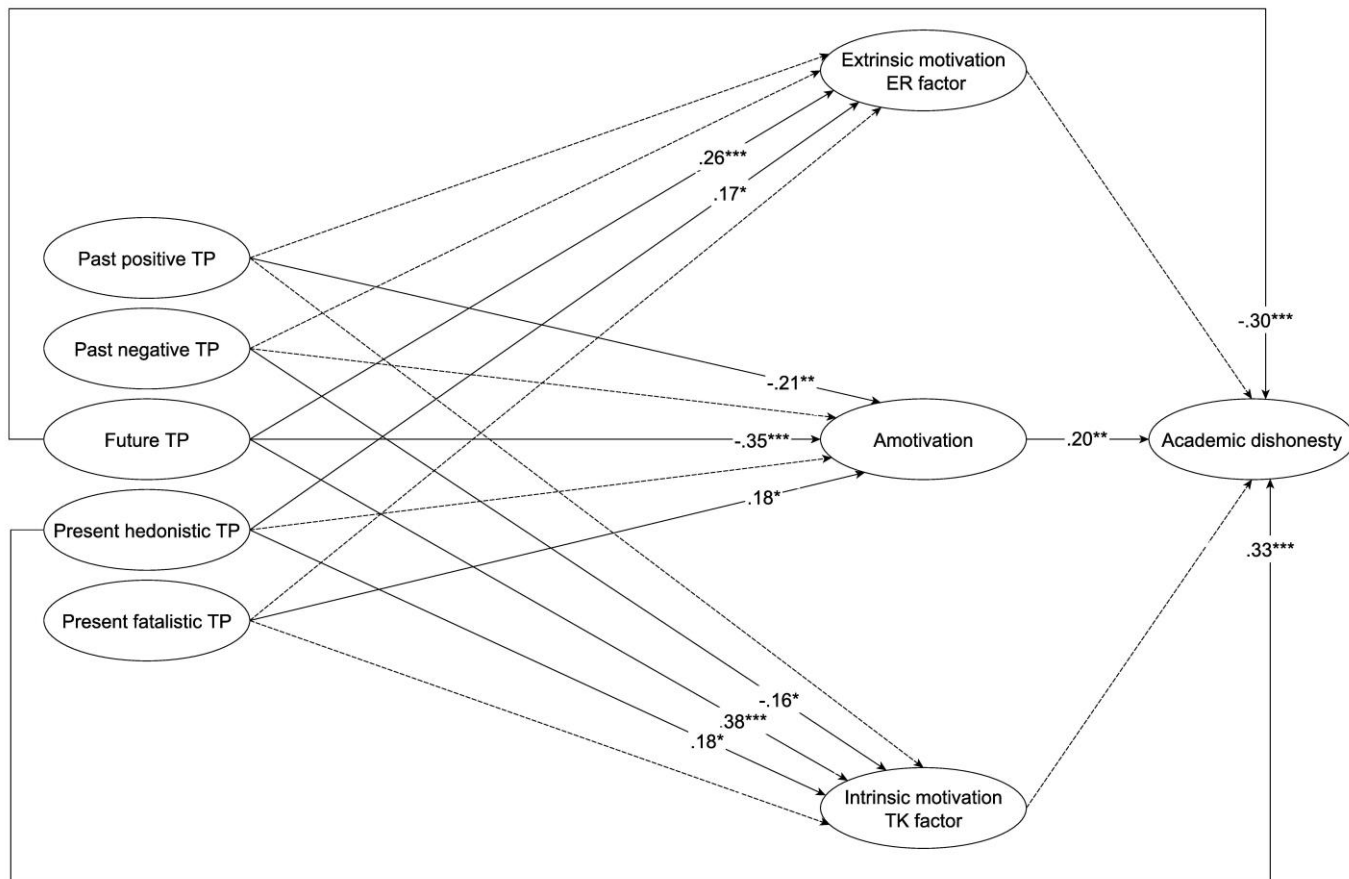 Extrinsic motivation
ER factor
.26***
.17*
Past positive TP
-.30***
Past negative TP
-.21**
Future TP
-.35***
Amotivation
.20**
Academic dishonesty
.18*
Present hedonistic TP
.33***
Present fatalistic TP
-.16*
.38***
.18*
Intrinsic motivation
TK factor